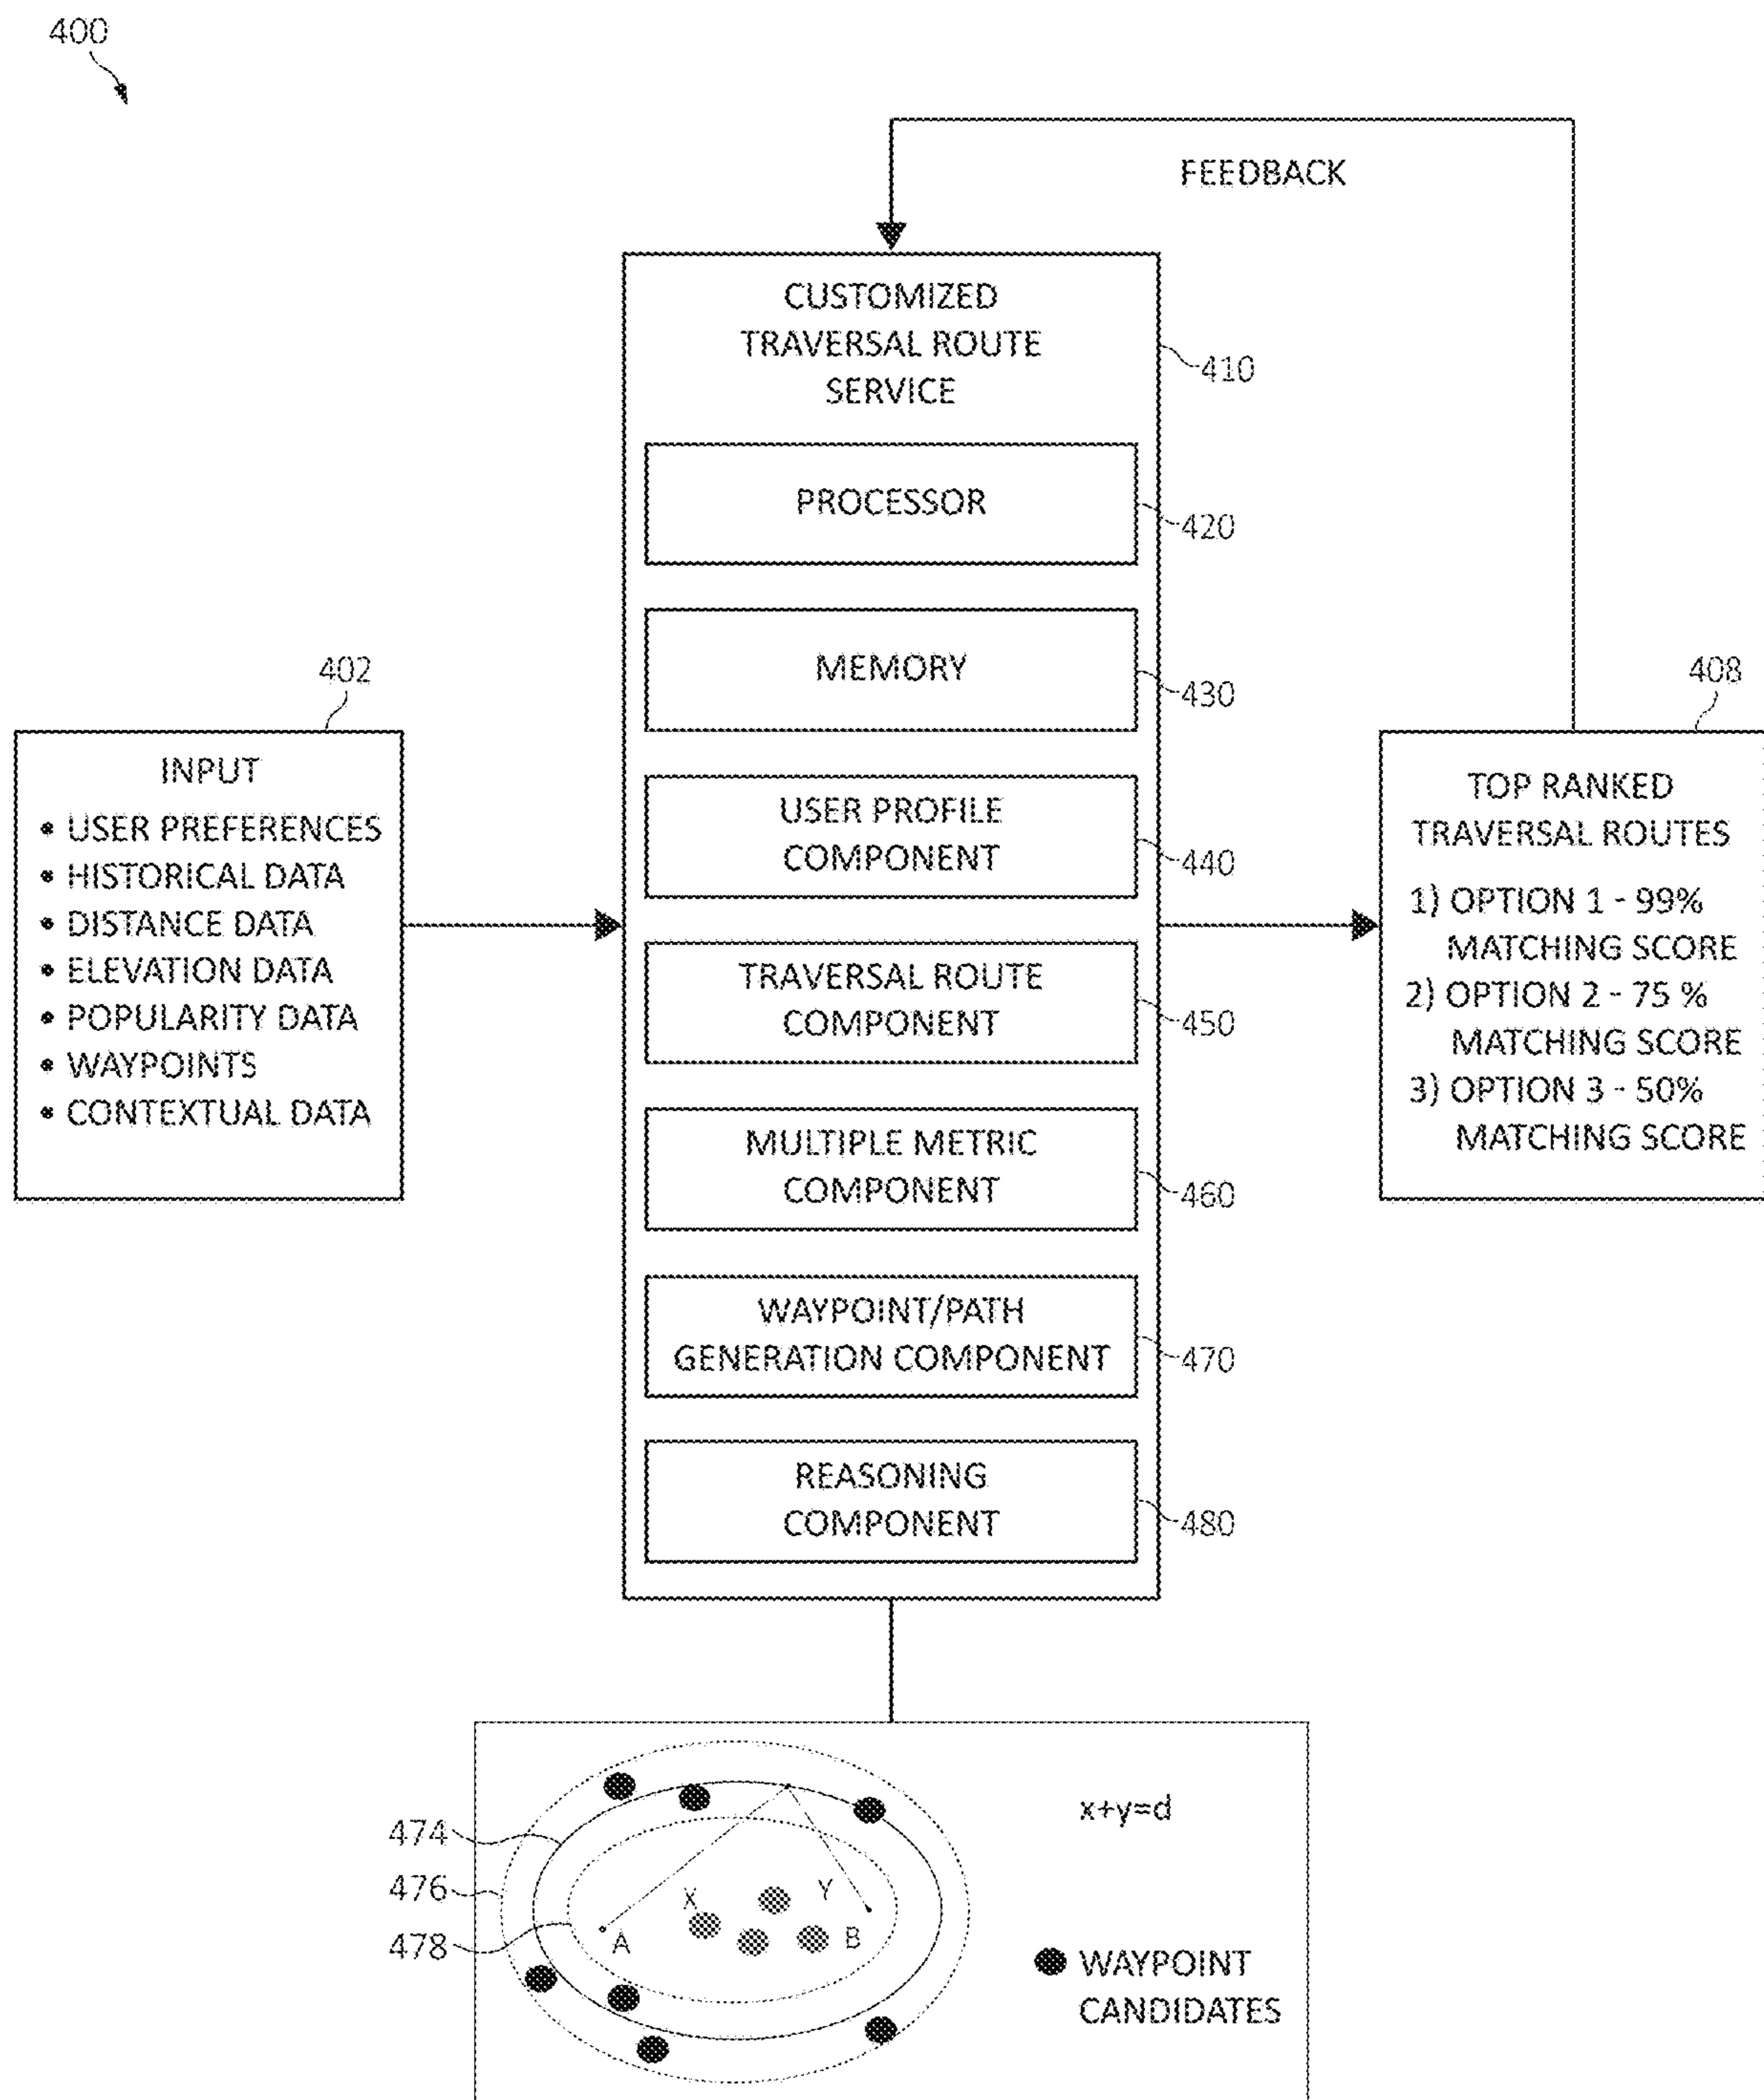 400
FEEDBACK
CUSTOMIZED
TRAVERSAL ROUTE
SERVICE
410
PROCESSOR
420
MEMORY
430
402
408
INPUT
• USER PREFERENCES
• HISTORICAL DATA
• DISTANCE DATA
• ELEVATION DATA
• POPULARITY DATA
• WAYPOINTS
• CONTEXTUAL DATA
USER PROFILE
COMPONENT
440
TRAVERSAL ROUTE
COMPONENT
450
MULTIPLE METRIC
COMPONENT
460
WAYPOINT/PATH
GENERATION COMPONENT
470
REASONING
COMPONENT
480
TOP RANKED
TRAVERSAL ROUTES
1) OPTION 1 - 99%
MATCHING SCORE
2) OPTION 2 - 75 %
MATCHING SCORE
3) OPTION 3 - 50%
MATCHING SCORE
474
476
478
X
Y
A
B
x+y=d
WAYPOINT
CANDIDATES